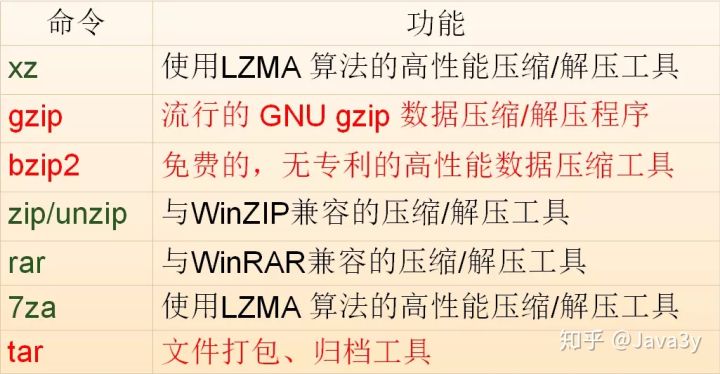 命令 功能
xz 使用LZMA 算法的高性能压缩/解压工具
gzip 流行的 GNU gzip 数据压缩/解压程序
bzip2 免费的，无专利的高性能数据压缩工具
zip/unzip 与WinZIP兼容的压缩/解压工具
rar 与WinRAR兼容的压缩/解压工具
7za 使用LZMA 算法的高性能压缩/解压工具
tar 文件打包、归档工具
知乎 @Java3y